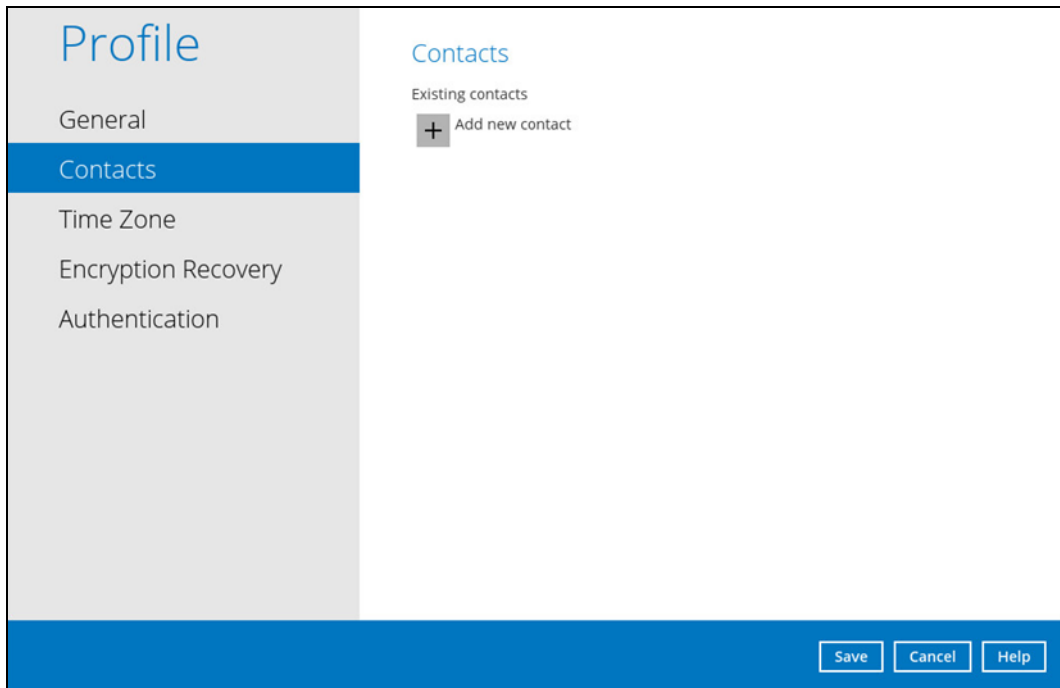 Profile
General
Contacts
Time Zone
Encryption Recovery
Authentication
Contacts
Existing contacts
+ Add new contact
Save Cancel Help